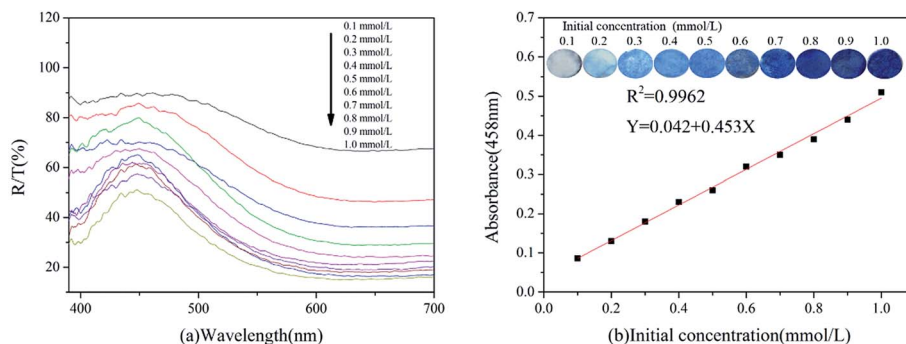 120
100
80
60
40
20
R/T(%)
0.1 mmol/L
0.2 mmol/L
0.3 mmol/L
0.4 mmol/L
0.5 mmol/L
0.6 mmol/L
0.7 mmol/L
0.8 mmol/L
0.9 mmol/L
1.0 mmol/L
400 500 600 700
(a)Wavelength(nm)
0.8
0.7
0.6
0.5
0.4
0.3
0.2
0.1
0.0
Absorbance(458nm)
Initial concentration (mmol/L)
0.1 0.2 0.3 0.4 0.5 0.6 0.7 0.8 0.9 1.0
R²=0.9962
Y=0.042+0.453X
0.0 0.2 0.4 0.6 0.8 1.0
(b)Initial concentration(mmol/L)